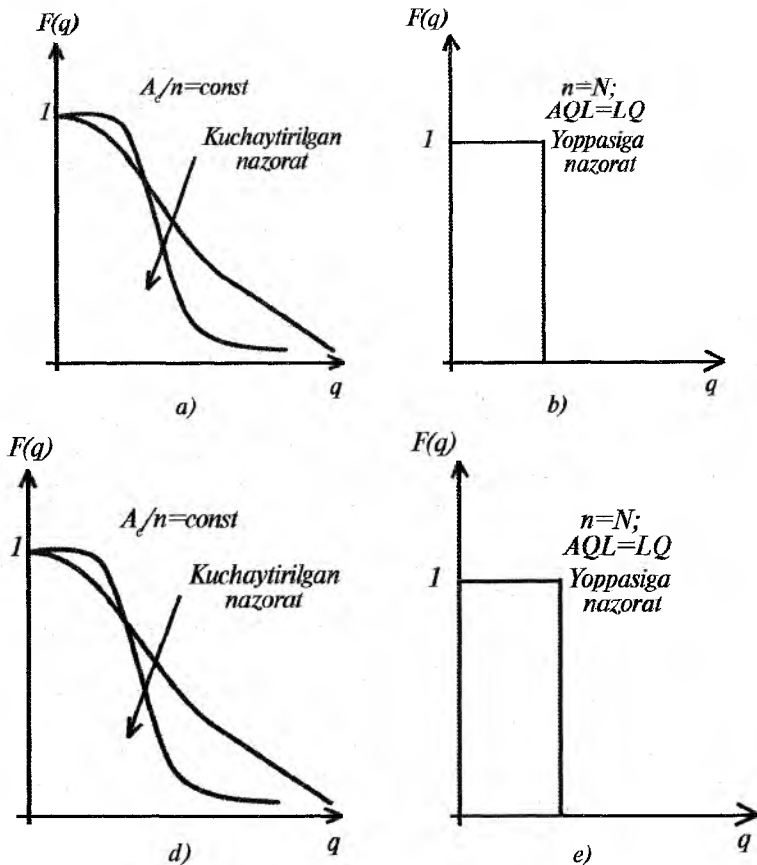 F(q)
A_c/n=const
1
Kuchaytirilgan
nazorat
q
a)
F(q)
n=N;
AQL=LQ
1
Yoppasiga
nazorat
q
b)
F(q)
A_c/n=const
1
Kuchaytirilgan
nazorat
q
d)
F(q)
n=N;
AQL=LQ
1
Yoppasiga
nazorat
q
e)